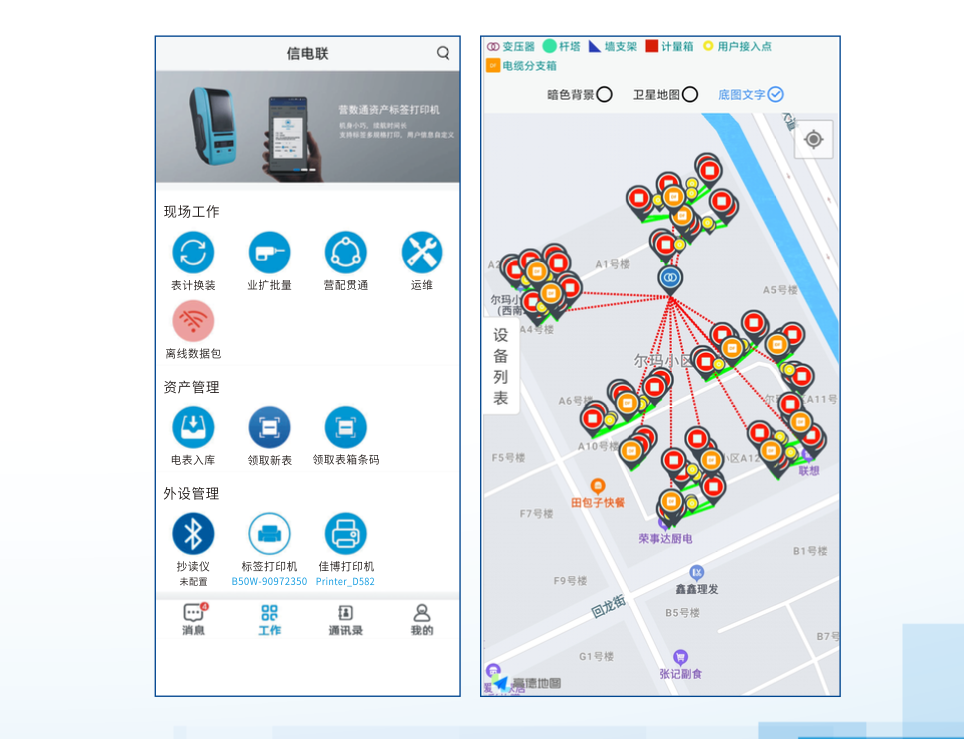 信电联
营数通资产标签打印机
机身小巧，续航时间长
支持标签多规格打印，用户信息自定义
现场工作
表计换装
业扩批量
营配贯通
运维
离线数据包
资产管理
电表入库
领取新表
领取表箱条码
外设管理
抄读仪
标签打印机
佳博打印机
未配置
B50W-90972350
Printer_D582
4
消息
工作
通讯录
我的
变压器
杆塔
墙支架
计量箱
用户接入点
电缆分支箱
暗色背景
卫星地图
底图文字
A1号楼
A5号楼
尔玛小
(西南
A4号楼
设备列表
尔玛小区
A6号楼
A11号
A10号楼
小区A12
F5号楼
联想
田包子快餐
F7号楼
荣事达厨电
B1号楼
F9号楼
鑫鑫理发
回龙街
B5号楼
B7号
G1号楼
张记副食
高德地图